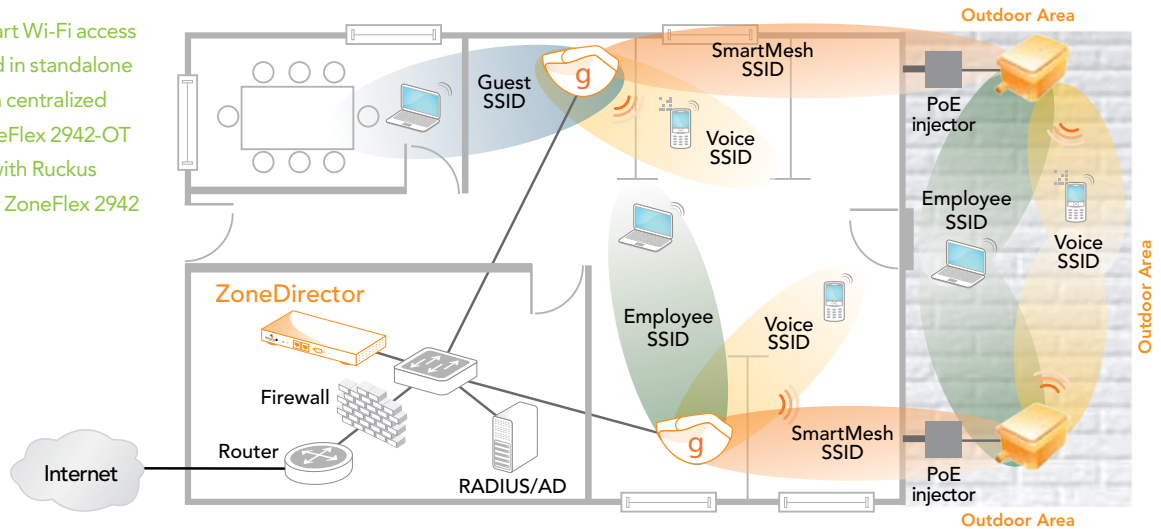 art Wi-Fi access
d in standalone
centralized
eFlex 2942-OT
with Ruckus
ZoneFlex 2942
Outdoor Area
SmartMesh
SSID
Guest
SSID
g
PoE
injector
Voice
SSID
Employee
SSID
Voice
SSID
Outdoor Area
ZoneDirector
Employee
SSID
Voice
SSID
Firewall
Router
Internet
RADIUS/AD
g
SmartMesh
SSID
PoE
injector
Outdoor Area